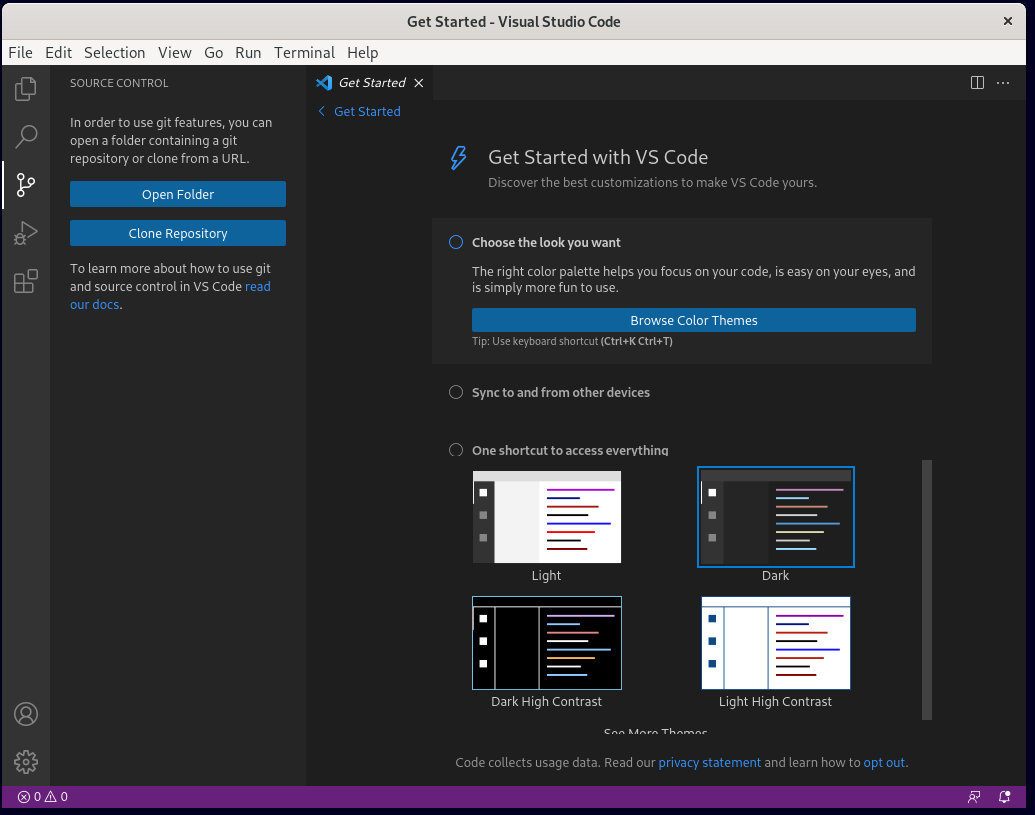 Get Started - Visual Studio Code
File Edit Selection View Go Run Terminal Help
SOURCE CONTROL
In order to use git features, you can
open a folder containing a git
repository or clone from a URL.
Open Folder
Clone Repository
To learn more about how to use git
and source control in VS Code read
our docs.
Get Started
Get Started
Get Started with VS Code
Discover the best customizations to make VS Code yours.
Choose the look you want
The right color palette helps you focus on your code, is easy on your eyes, and
is simply more fun to use.
Browse Color Themes
Tip: Use keyboard shortcut (Ctrl+K Ctrl+T)
Sync to and from other devices
One shortcut to access everything
Light
Dark
Dark High Contrast
Light High Contrast
See More Themes
Code collects usage data. Read our privacy statement and learn how to opt out.
0 0